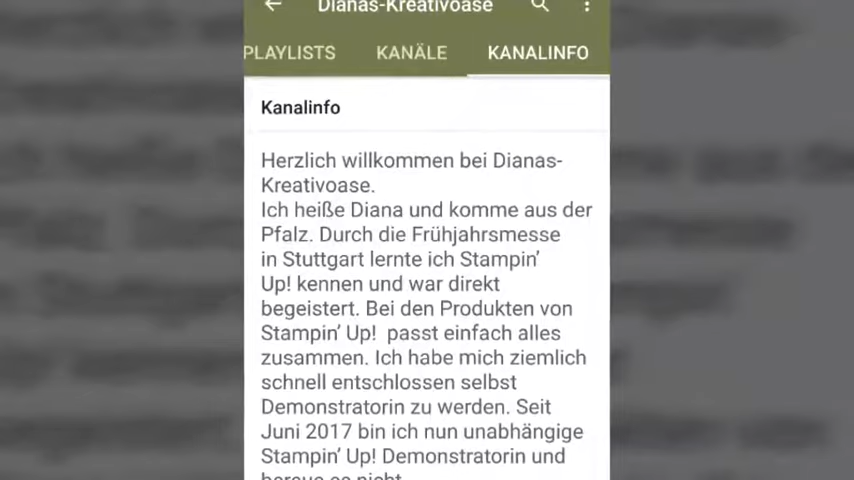 Dianas-Kreativoase
PLAYLISTS KANÄLE KANALINFO
Kanalinfo
Herzlich willkommen bei Dianas-
Kreativoase.
Ich heiße Diana und komme aus der
Pfalz. Durch die Frühjahrsmesse
in Stuttgart lernte ich Stampin’
Up! kennen und war direkt
begeistert. Bei den Produkten von
Stampin’ Up! passt einfach alles
zusammen. Ich habe mich ziemlich
schnell entschlossen selbst
Demonstratorin zu werden. Seit
Juni 2017 bin ich nun unabhängige
Stampin’ Up! Demonstratorin und
bereue es nicht.